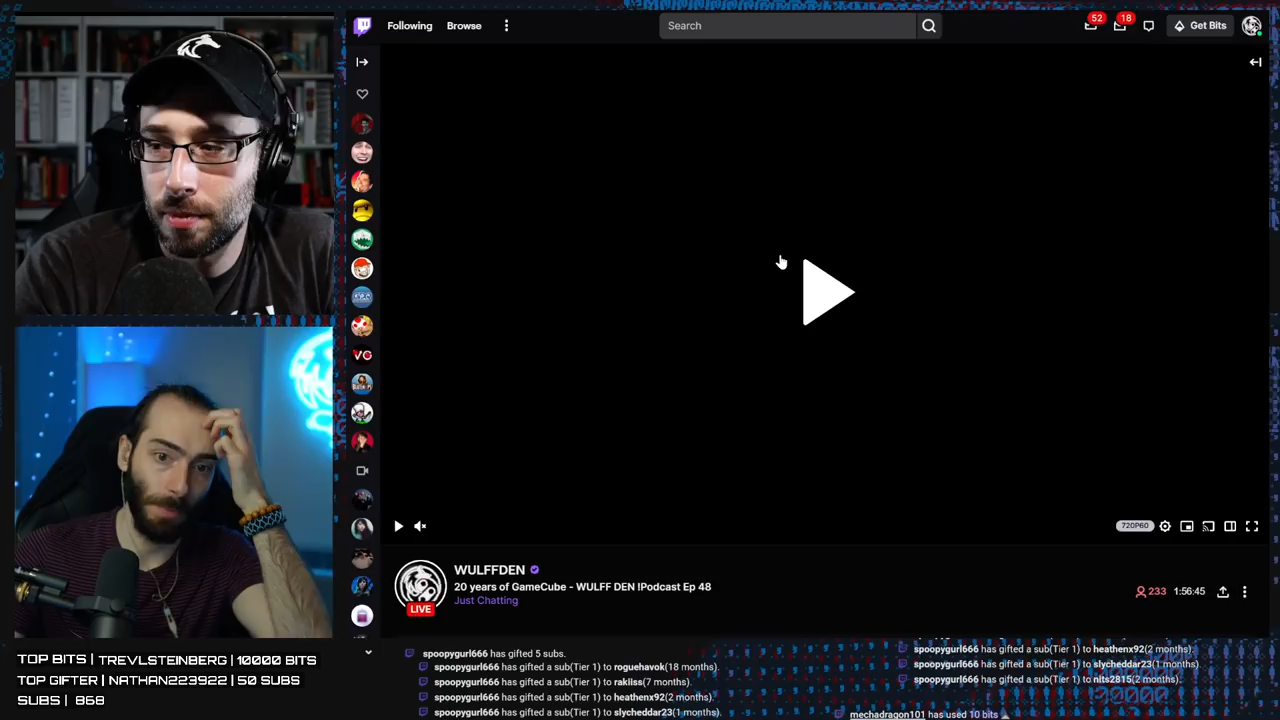 Following
Browse
Search
52
18
Get Bits
VG
720P60
WULFFDEN
20 years of GameCube - WULFF DEN !Podcast Ep 48
Just Chatting
LIVE
233
1:56:45
spoopygurl666 has gifted 5 subs.
spoopygurl666 has gifted a sub(Tier 1) to roguehavok(18 months).
spoopygurl666 has gifted a sub(Tier 1) to rakiiss(7 months).
spoopygurl666 has gifted a sub(Tier 1) to heathenx92(2 months).
spoopygurl666 has gifted a sub(Tier 1) to slycheddar23(1 months).
spoopygurl666 has gifted a sub(Tier 1) to heathenx92(2 months).
spoopygurl666 has gifted a sub(Tier 1) to slycheddar23(1 months).
spoopygurl666 has gifted a sub(Tier 1) to nits2815(2 months).
mechadragon101 has used 10 bits
TOP BITS | TREVLSTEINBERG | 10000 BITS
TOP GIFTER | NATHAN223922 | 50 SUBS
SUBS | 868